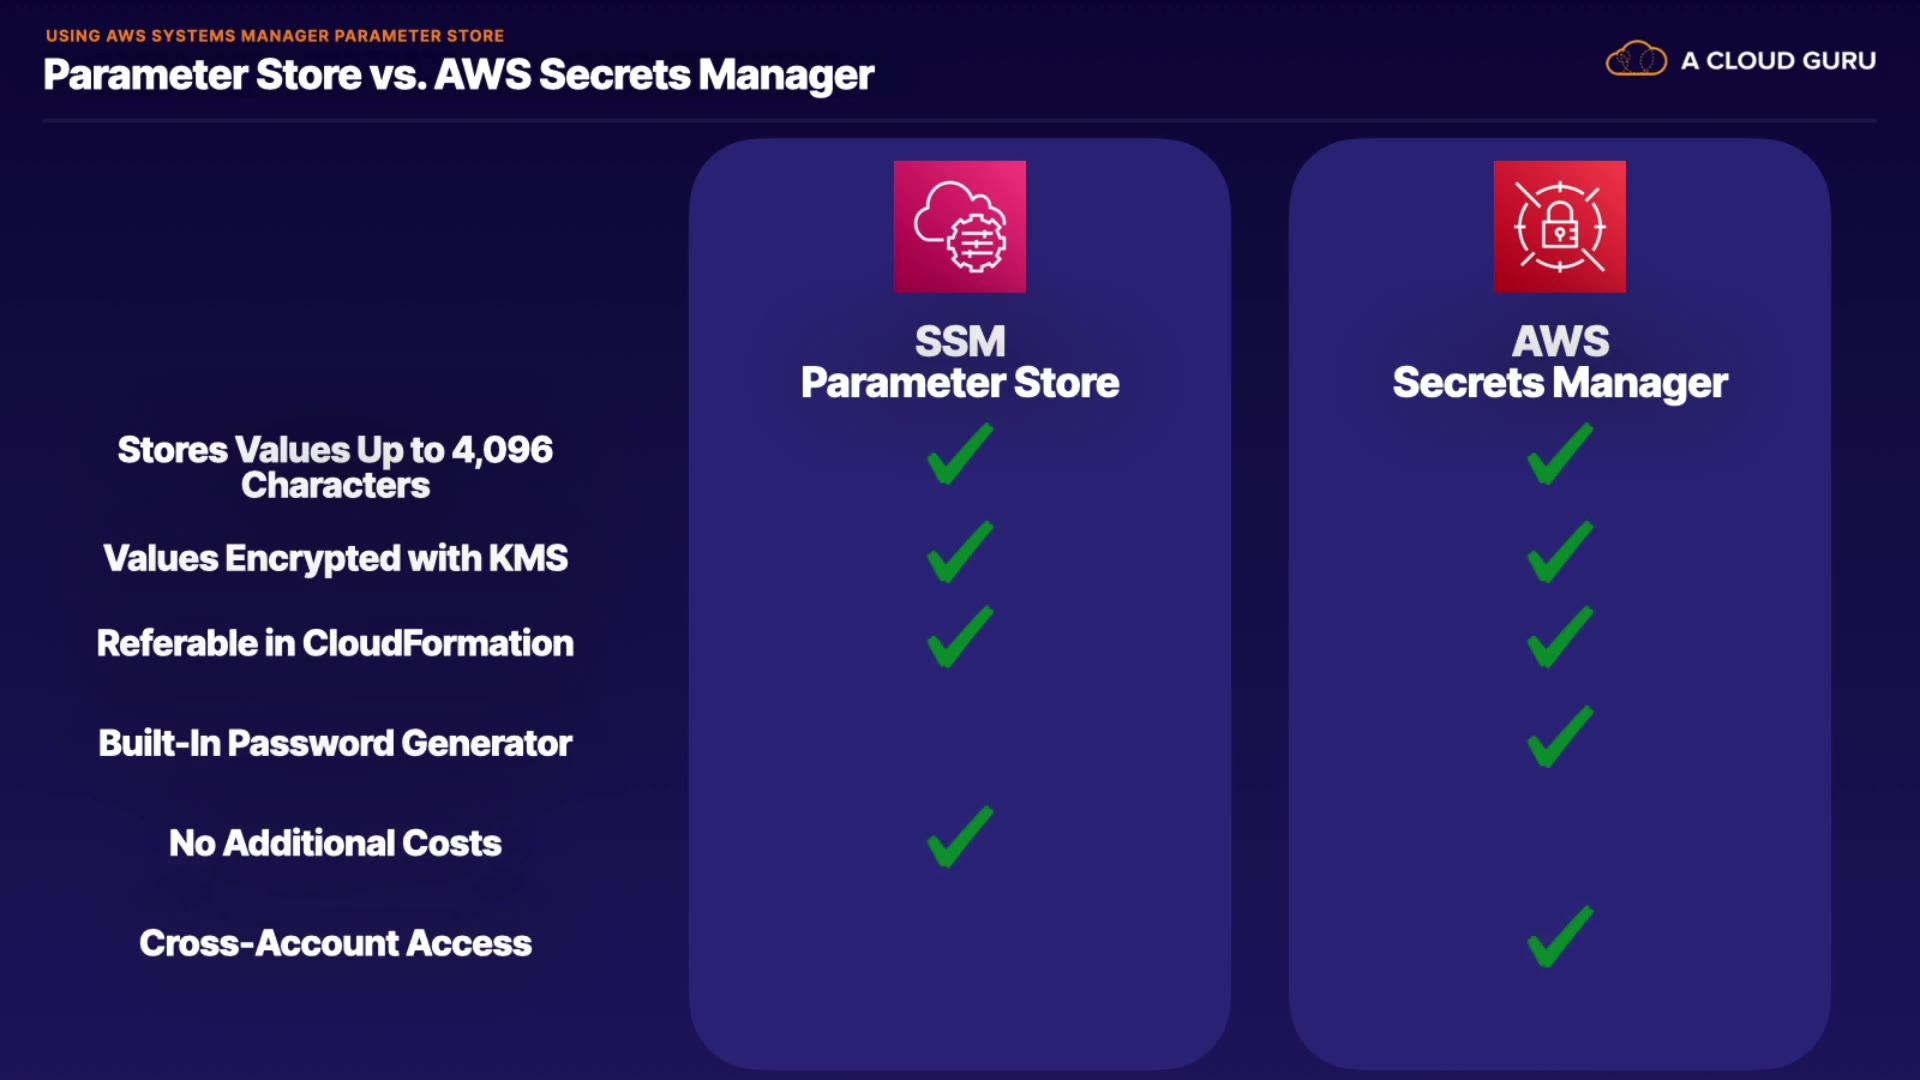 USING AWS SYSTEMS MANAGER PARAMETER STORE
Parameter Store vs. AWS Secrets Manager
A CLOUD GURU
SSM
Parameter Store
AWS
Secrets Manager
Stores Values Up to 4,096
Characters
Values Encrypted with KMS
Referable in CloudFormation
Built-In Password Generator
No Additional Costs
Cross-Account Access